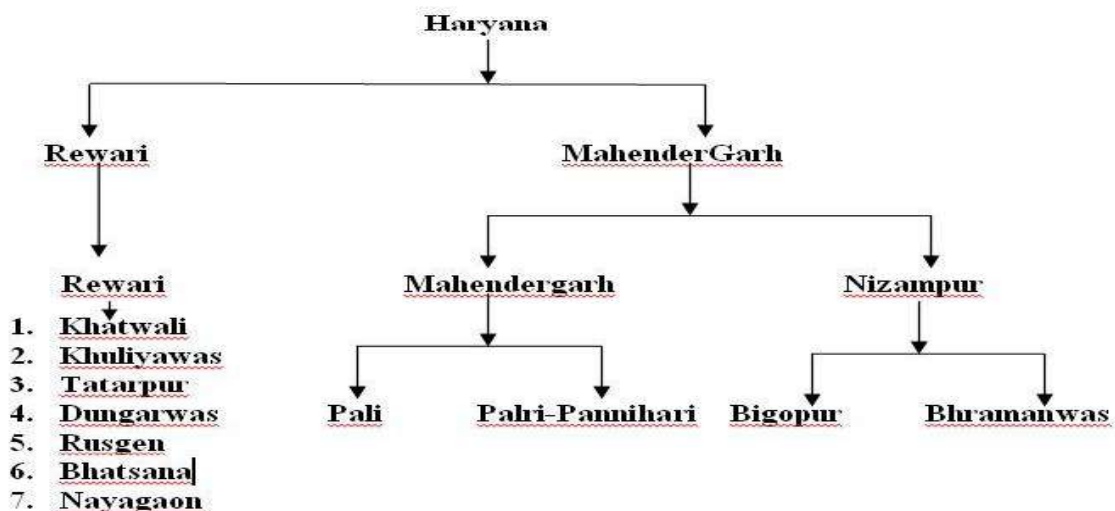 Haryana
Rewari MahenderGarh
Rewari Mahendergarh Nizampur
1. Khatwali
2. Khuliyawas
3. Tatarpur
4. Dungarwas Pali Palri-Pannihari Bigopur Bhramanwas
5. Rusgen
6. Bhatsana
7. Nayagaon